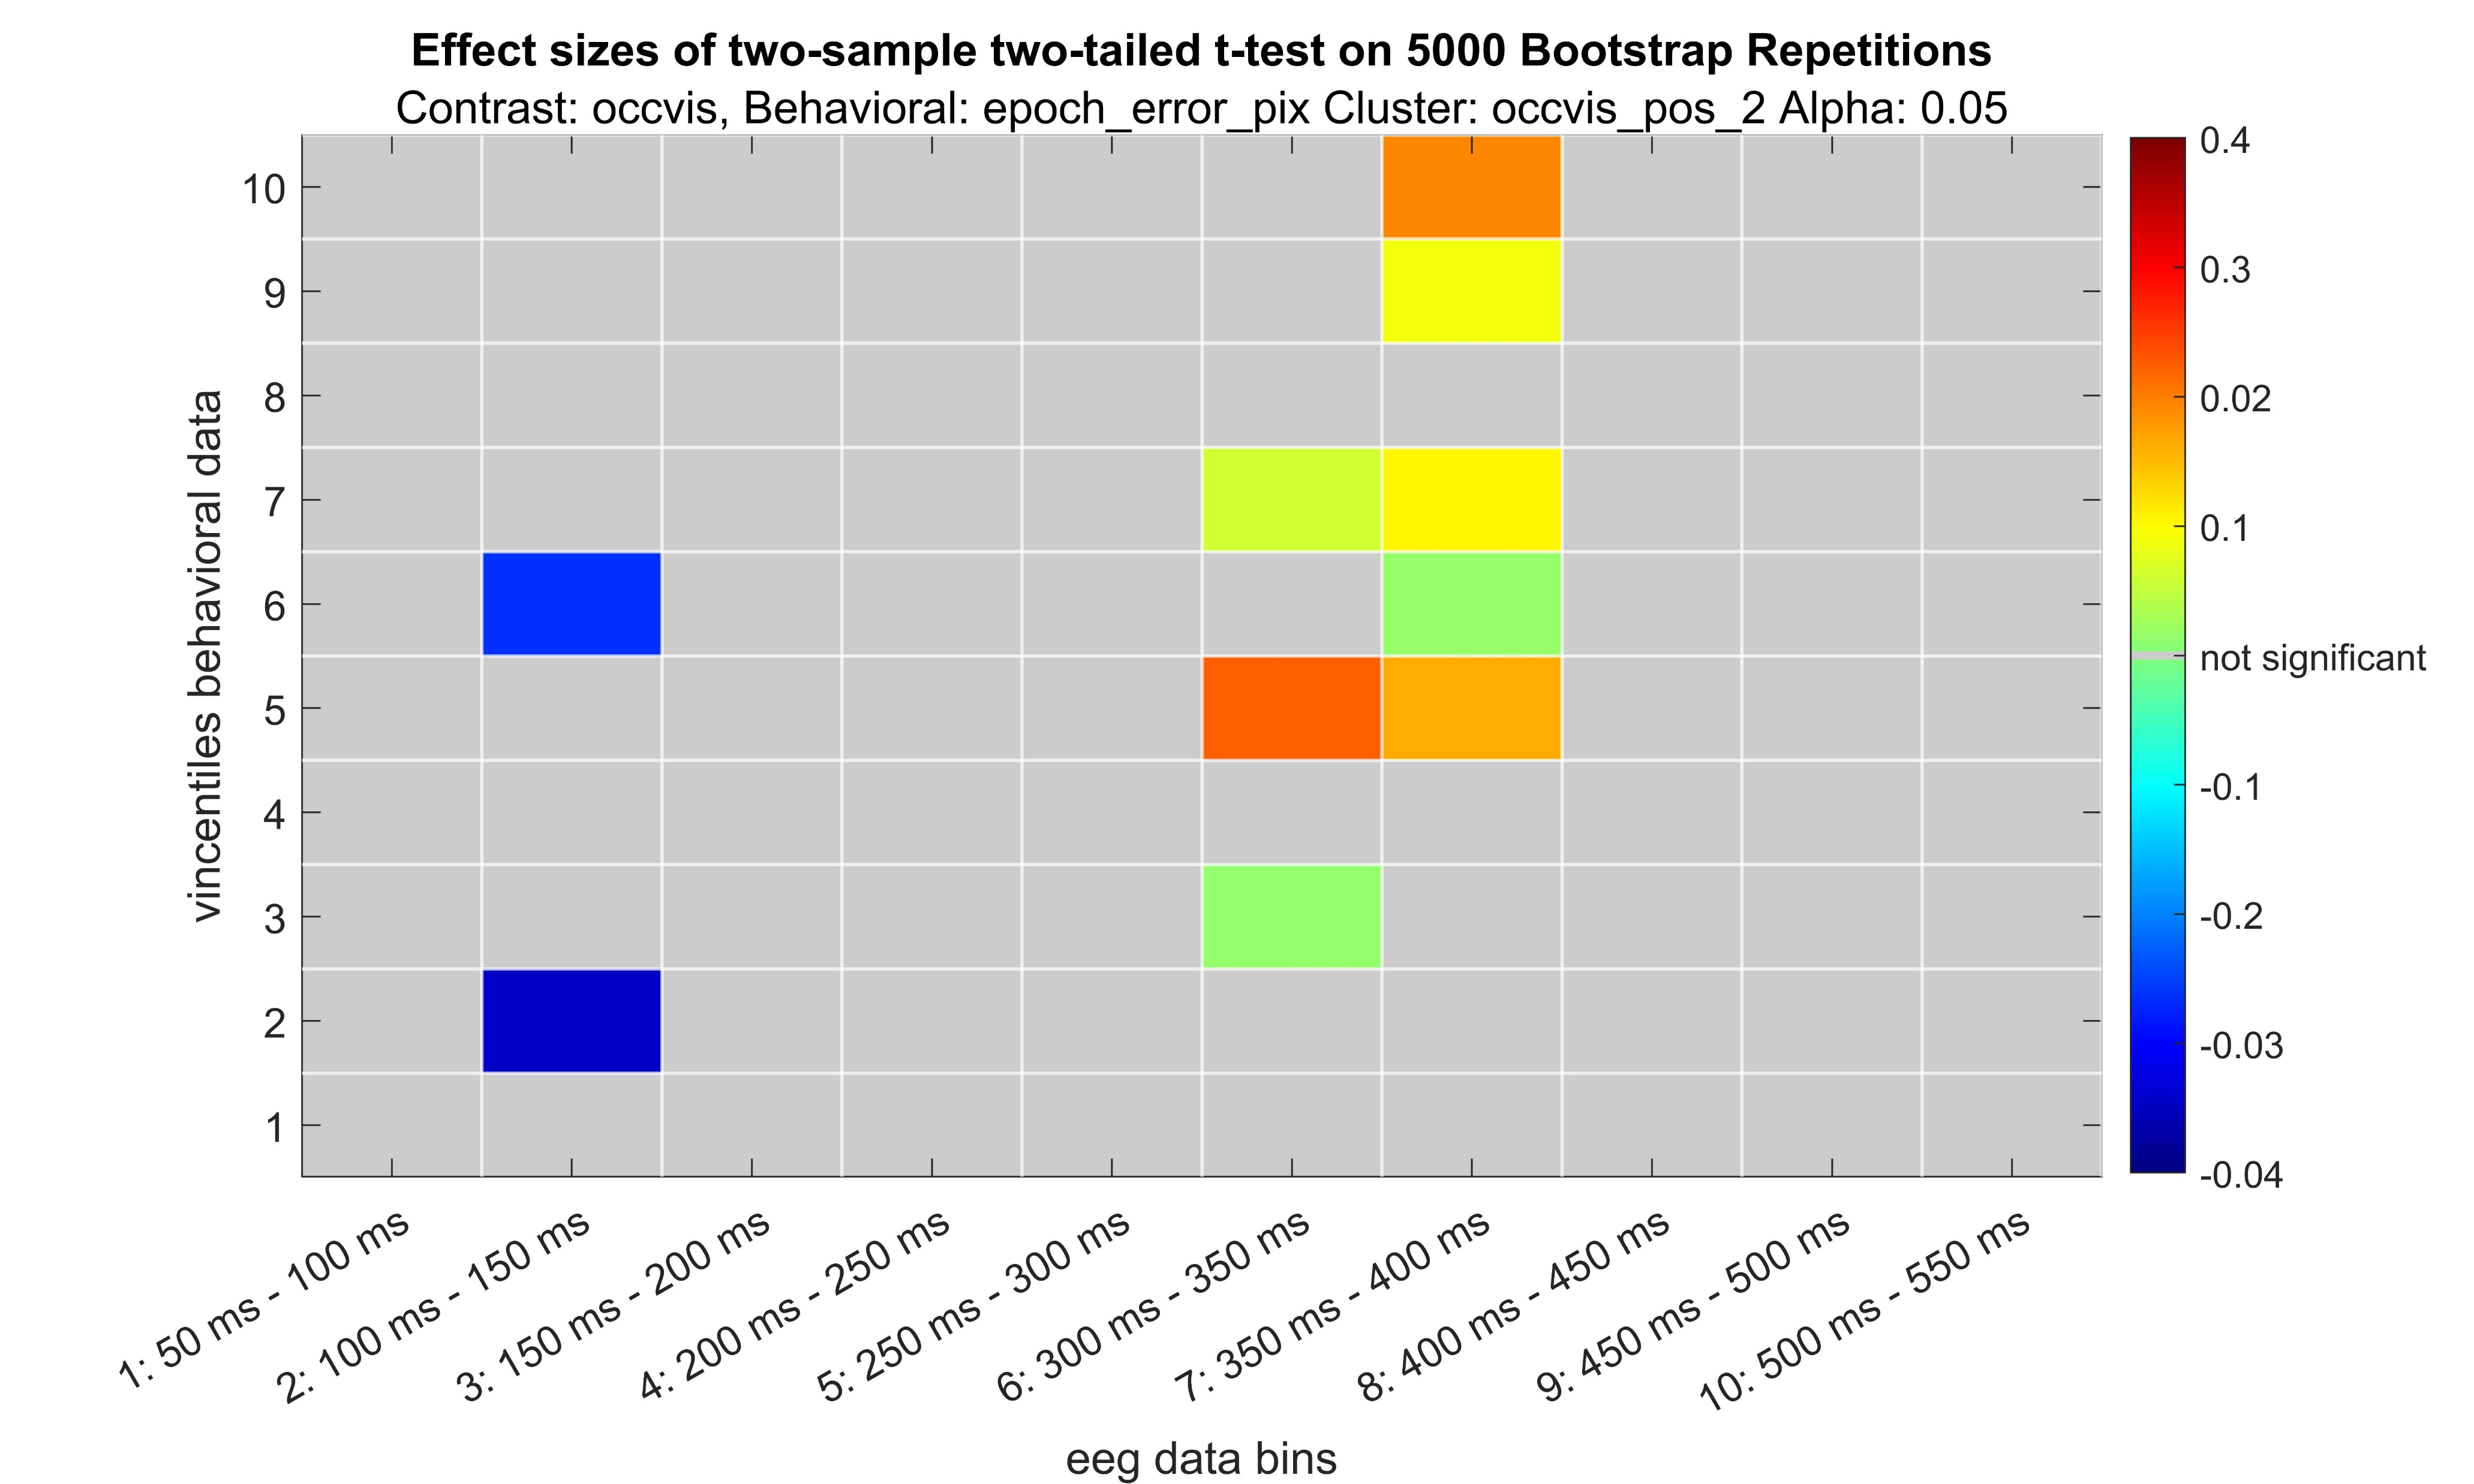 Effect sizes of two-sample two-tailed t-test on 5000 Bootstrap Repetitions
Contrast: occvis, Behavioral: epoch_error_pix Cluster: occvis_pos_2 Alpha: 0.05
vincentiles behavioral data
10
9
8
7
6
5
4
3
2
1
0.4
0.3
0.02
0.1
not significant
-0.1
-0.2
-0.03
-0.04
1: 50 ms - 100 ms
2: 100 ms - 150 ms
3: 150 ms - 200 ms
4: 200 ms - 250 ms
5: 250 ms - 300 ms
6: 300 ms - 350 ms
7: 350 ms - 400 ms
8: 400 ms - 450 ms
9: 450 ms - 500 ms
10: 500 ms - 550 ms
eeg data bins